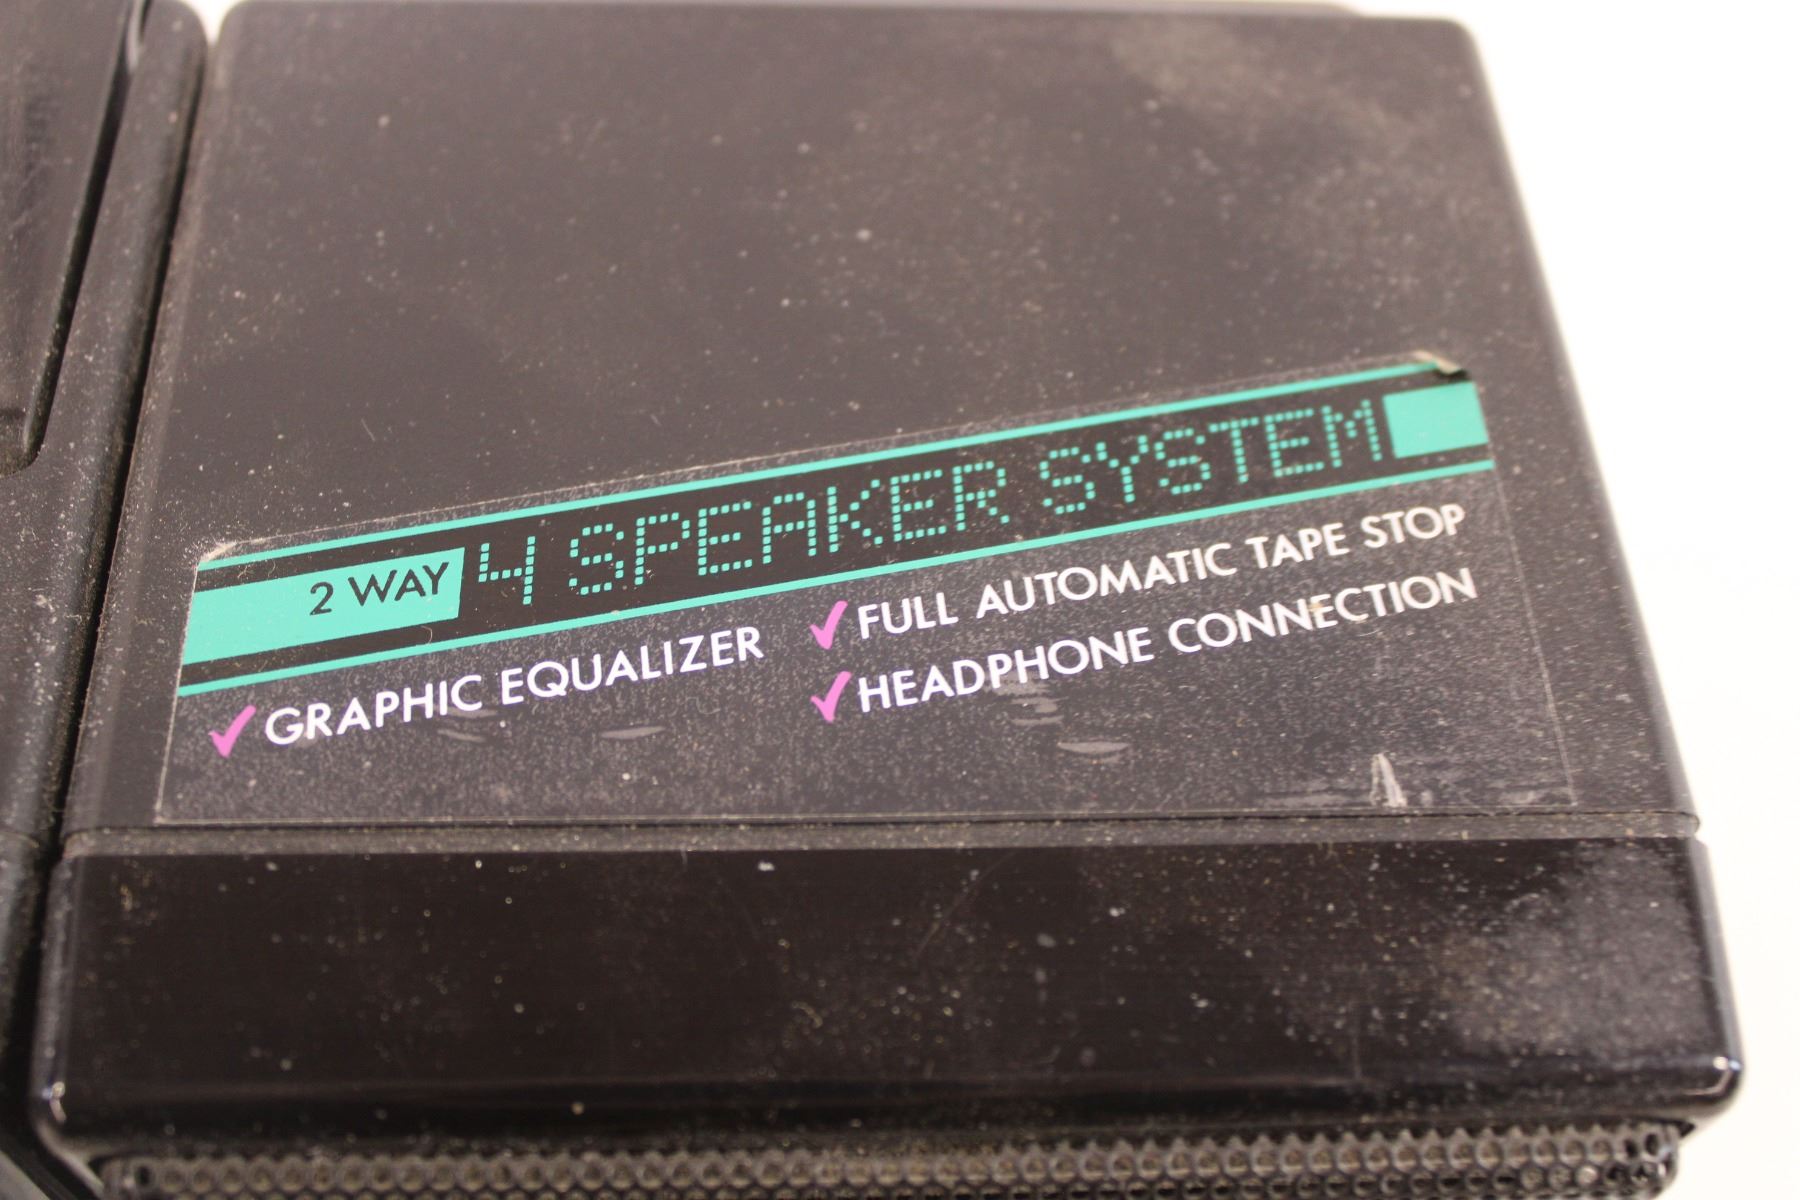 2 WAY 4 SPEAKER SYSTEM
✓ GRAPHIC EQUALIZER ✓ FULL AUTOMATIC TAPE STOP
✓ HEADPHONE CONNECTION